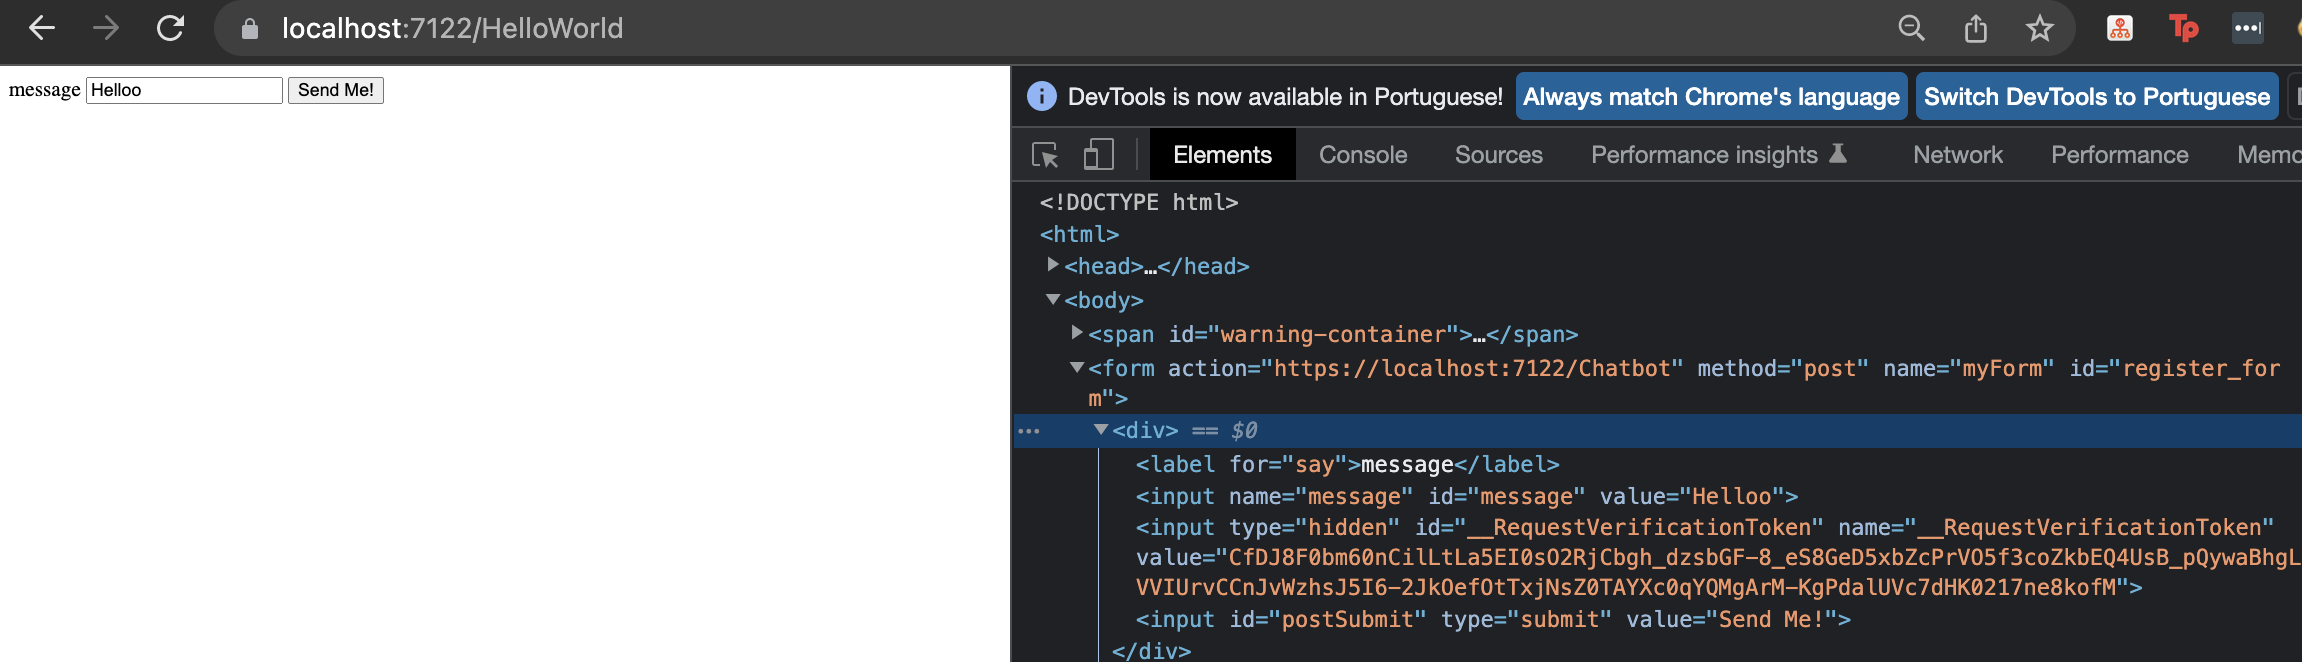 localhost:7122/HelloWorld
Tp
message Helloo Send Me!
DevTools is now available in Portuguese! Always match Chrome's language Switch DevTools to Portuguese
Elements Console Sources Performance insights Network Performance Memo
<!DOCTYPE html>
<html>
<head>…</head>
<body>
<span id="warning-container">…</span>
<form action="https://localhost:7122/Chatbot" method="post" name="myForm" id="register_for
m">
<div> == $0
<label for="say">message</label>
<input name="message" id="message" value="Helloo">
<input type="hidden" id="__RequestVerificationToken" name="__RequestVerificationToken"
value="CfDJ8F0bm60nCilLtLa5EI0sO2RjCbgh_dzsbGF-8_eS8GeD5xbZcPrVO5f3coZkbEQ4UsB_pQywaBhgL
VVIUrvCCnJvWzhsJ5I6-2JkOefOtTxjNsZ0TAYXc0qYQMgArM-KgPdalUVc7dHK0217ne8kofM">
<input id="postSubmit" type="submit" value="Send Me!">
</div>